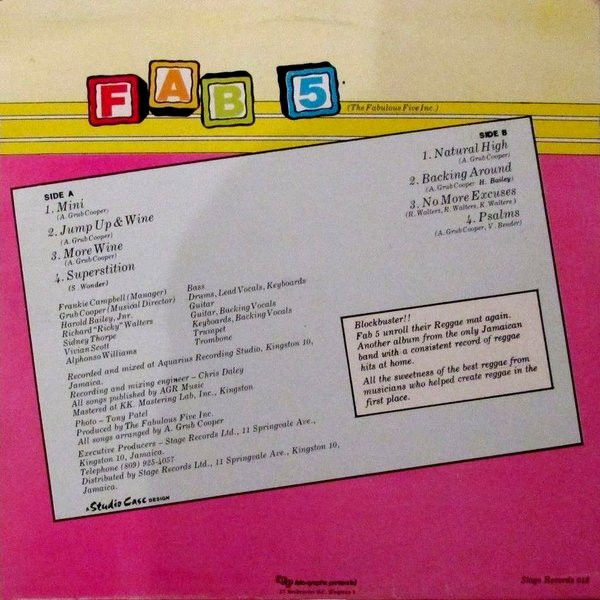 FAB 5
(The Fabulous Five Inc.)
SIDE A
1. Mini
(A. Grub Cooper)
2. Jump Up & Wine
(A. Grub Cooper)
3. More Wine
(A. Grub Cooper)
4. Superstition
(S. Wonder)
SIDE B
1. Natural High
(A. Grub Cooper)
2. Backing Around
(A. Grub Cooper H. Bailey)
3. No More Excuses
(R. Walters, R. Walters, K. Walters)
4. Psalms
(A. Grub Cooper, V. Bender)
Frankie Campbell (Manager) Bass
Grub Cooper (Musical Director) Drums, Lead Vocals, Keyboards
Harold Bailey, Jnr. Guitar
Richard "Ricky" Walters Guitar, Backing Vocals
Sidney Thorpe Keyboards, Backing Vocals
Vivian Scott Trumpet
Alphonso Williams Trombone
Recorded and mixed at Aquarius Recording Studio, Kingston 10,
Jamaica.
Recording and mixing engineer - Chris Daley
All songs published by AGR Music
Mastered at KK. Mastering Lab, Inc., Kingston
Photo - Tony Patel
Produced by The Fabulous Five Inc.
All songs arranged by A. Grub Cooper
Executive Producers - Stage Records Ltd., 11 Springvale Ave.,
Kingston 10, Jamaica.
Telephone (809) 925-4057
Distributed by Stage Records Ltd., 11 Springvale Ave., Kingston 10,
Jamaica.
A Studio Case DESIGN
Blockbuster!!
Fab 5 unroll their Reggae mat again.
Another album from the only Jamaican
band with a consistent record of reggae
hits at home.
All the sweetness of the best reggae from
musicians who helped create reggae in the
first place.
Stage Records